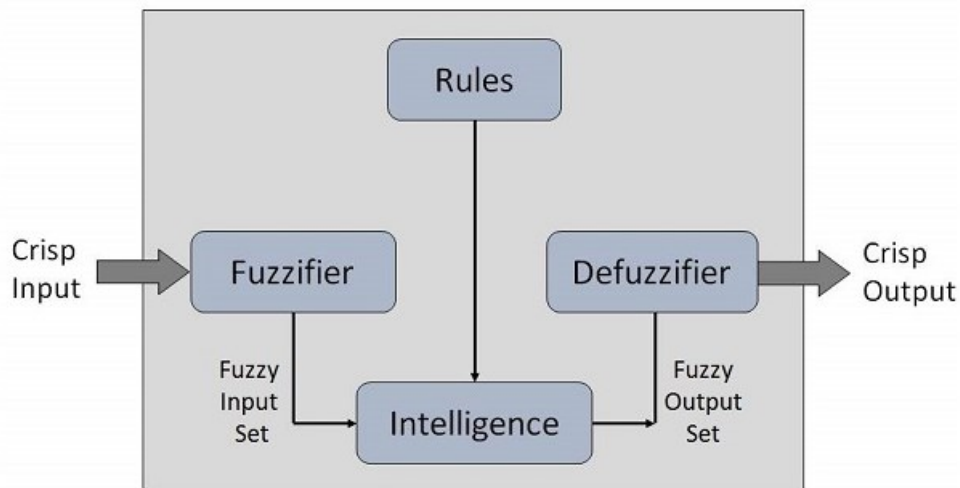 Rules
Crisp
Input
Fuzzifier
Defuzzifier
Crisp
Output
Fuzzy
Input
Set
Intelligence
Fuzzy
Output
Set